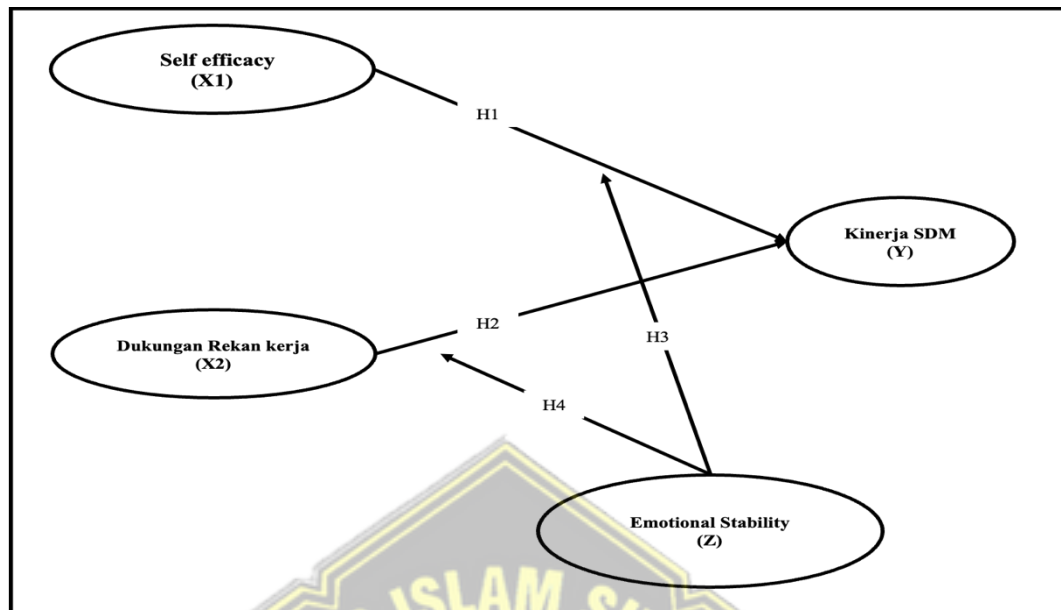 Self efficacy
(X1)
H1
Kinerja SDM
(Y)
H2
Dukungan Rekan kerja
(X2)
H3
H4
Emotional Stability
(Z)
ISLAM